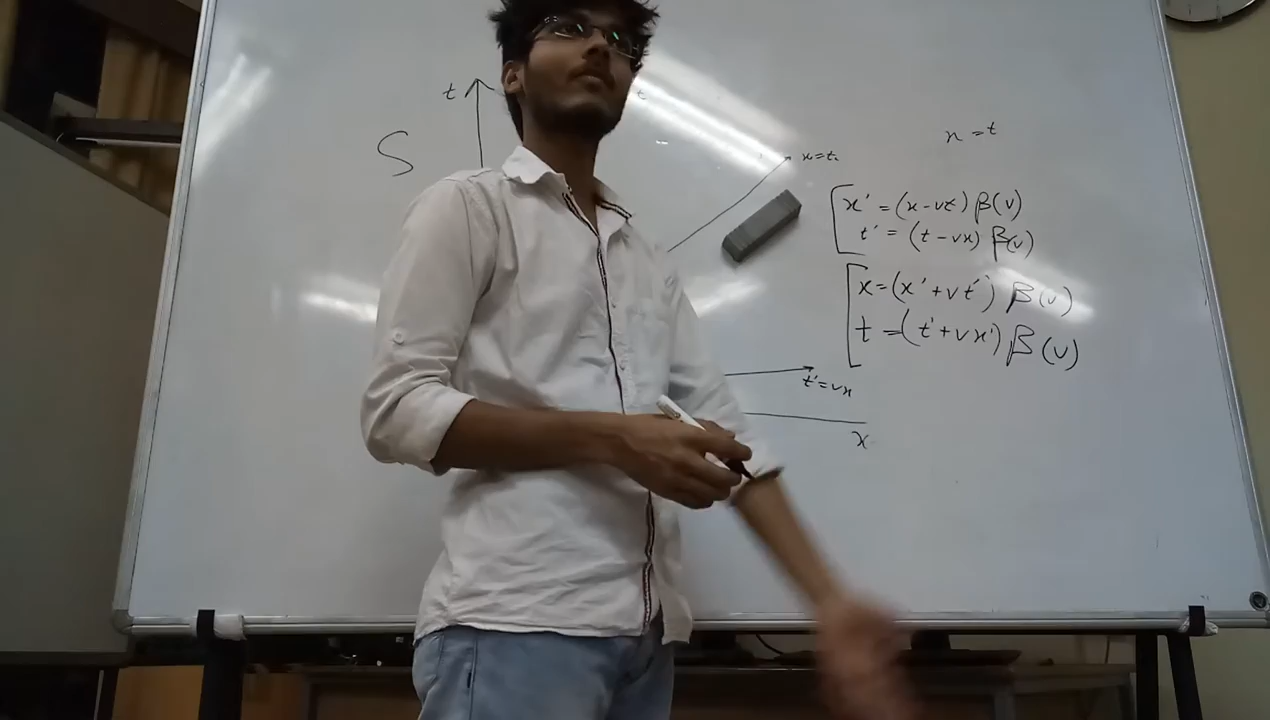 t
t
S
x = t
x=t
x' = (x-vt) β(v)
t' = (t-vx) β(v)
x=(x'+vt') β(v)
t =(t'+vx') β(v)
t'=vx
x